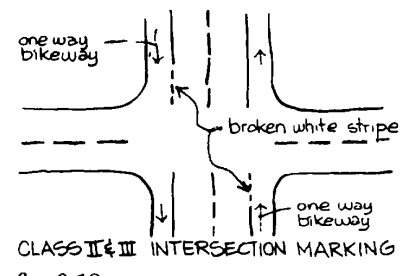 one way
bikeway
broken white stripe
one way
bikeway
CLASS II & III INTERSECTION MARKING